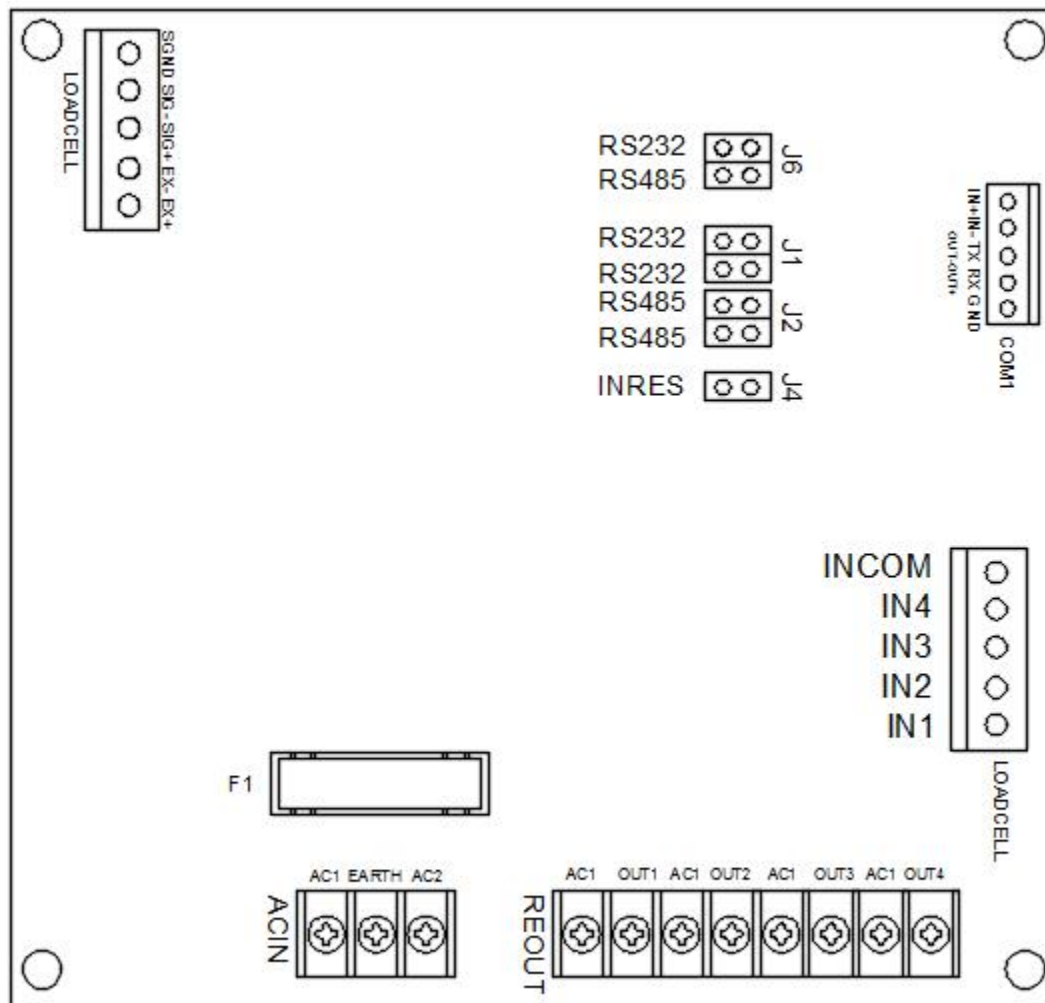 SGND SIG- SIG+ EX- EX+
LOADCELL
RS232
RS485
J6
RS232
RS232
J1
RS485
RS485
J2
INRES
J4
IN+IN- TX RX GND
OUT-OUT+
COM1
INCOM
IN4
IN3
IN2
IN1
LOADCELL
F1
AC1 EARTH AC2
ACIN
AC1 OUT1 AC1 OUT2 AC1 OUT3 AC1 OUT4
REOUT